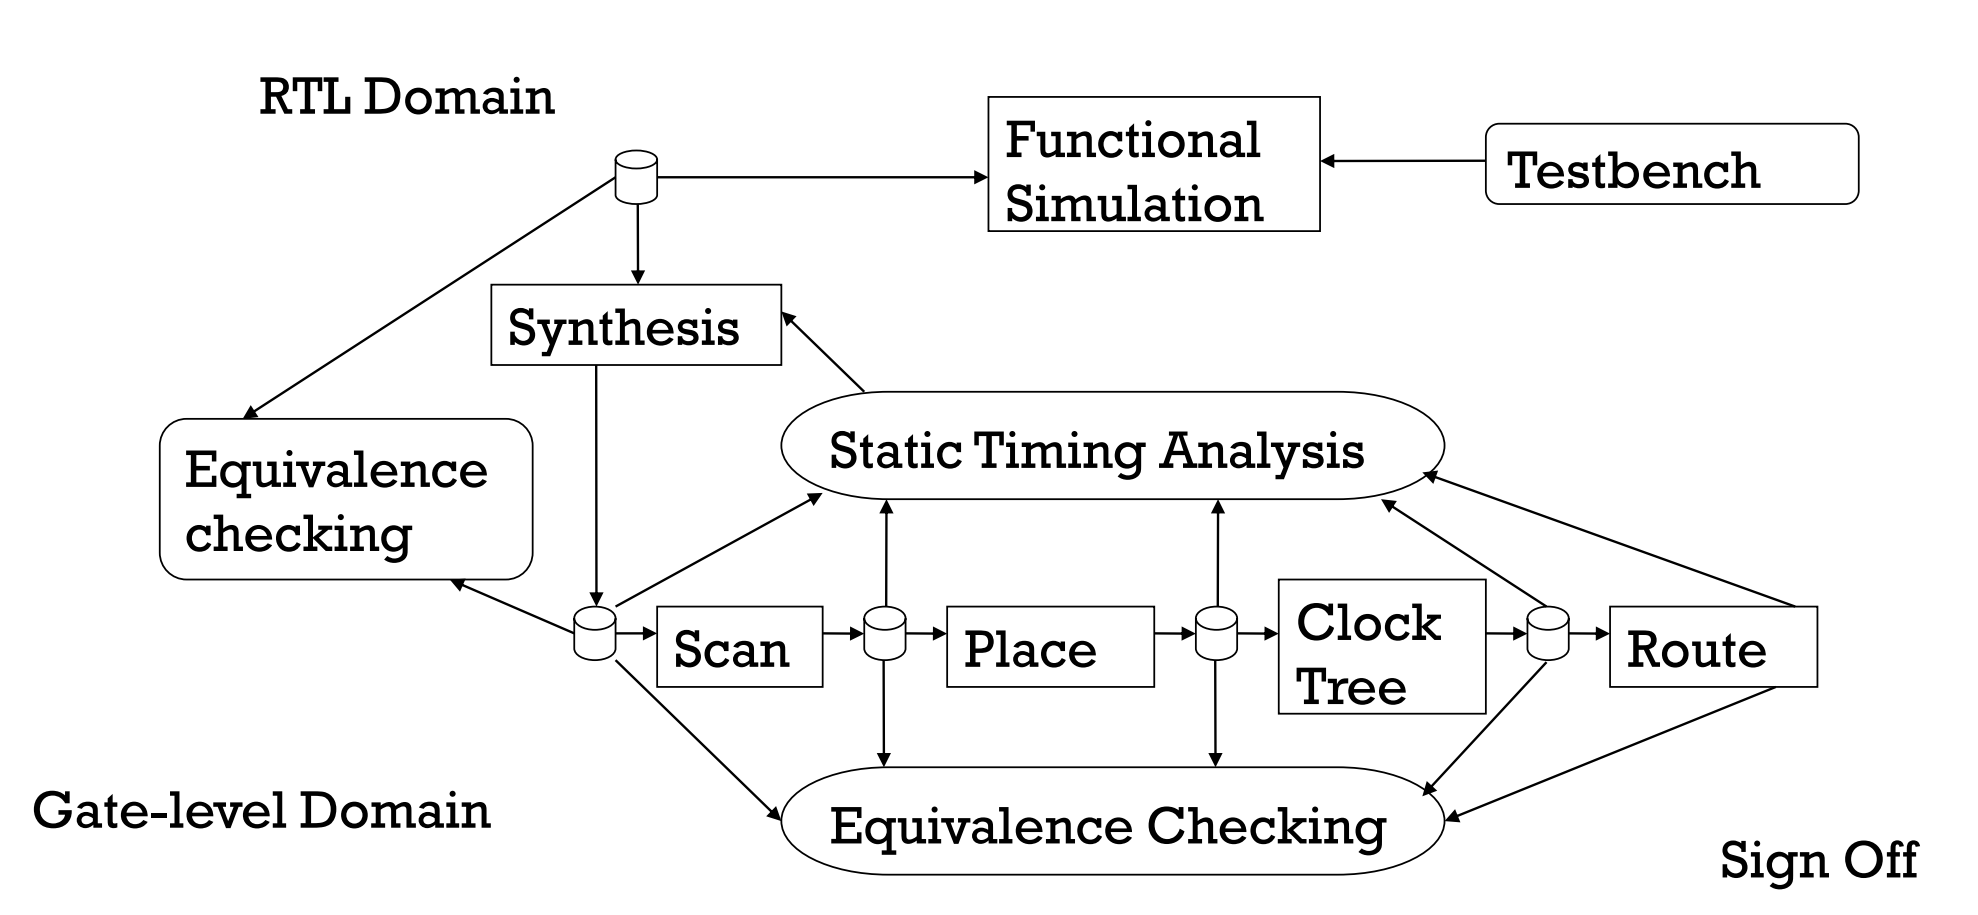 RTL Domain
Functional
Simulation
Testbench
Synthesis
Static Timing Analysis
Equivalence
checking
Scan
Place
Clock
Tree
Route
Gate-level Domain
Equivalence Checking
Sign Off